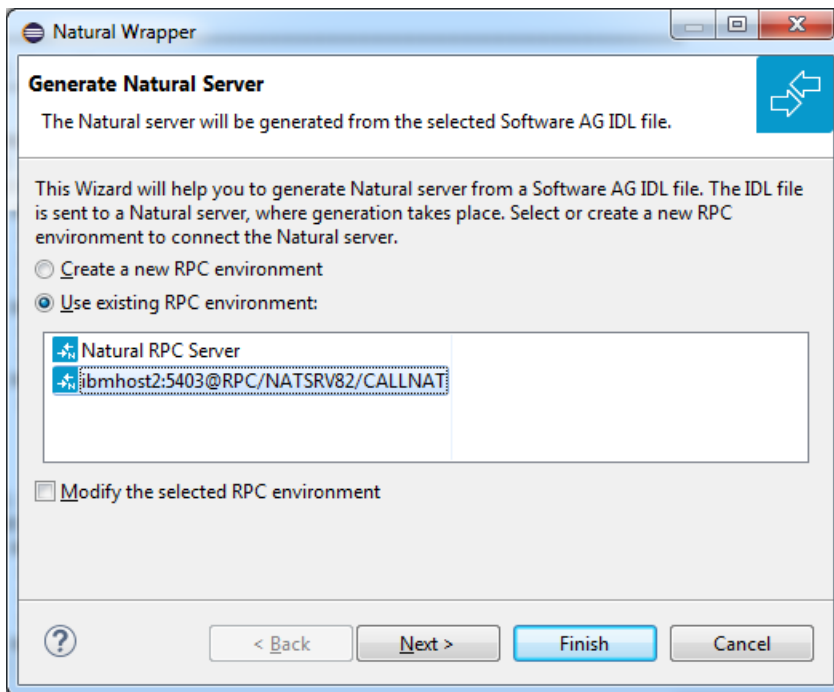 Natural Wrapper
Generate Natural Server
The Natural server will be generated from the selected Software AG IDL file.
This Wizard will help you to generate Natural server from a Software AG IDL file. The IDL file
is sent to a Natural server, where generation takes place. Select or create a new RPC
environment to connect the Natural server.
Create a new RPC environment
Use existing RPC environment:
Natural RPC Server
ibmhost2:5403@RPC/NATSRV82/CALLNAT
Modify the selected RPC environment
? < Back Next > Finish Cancel